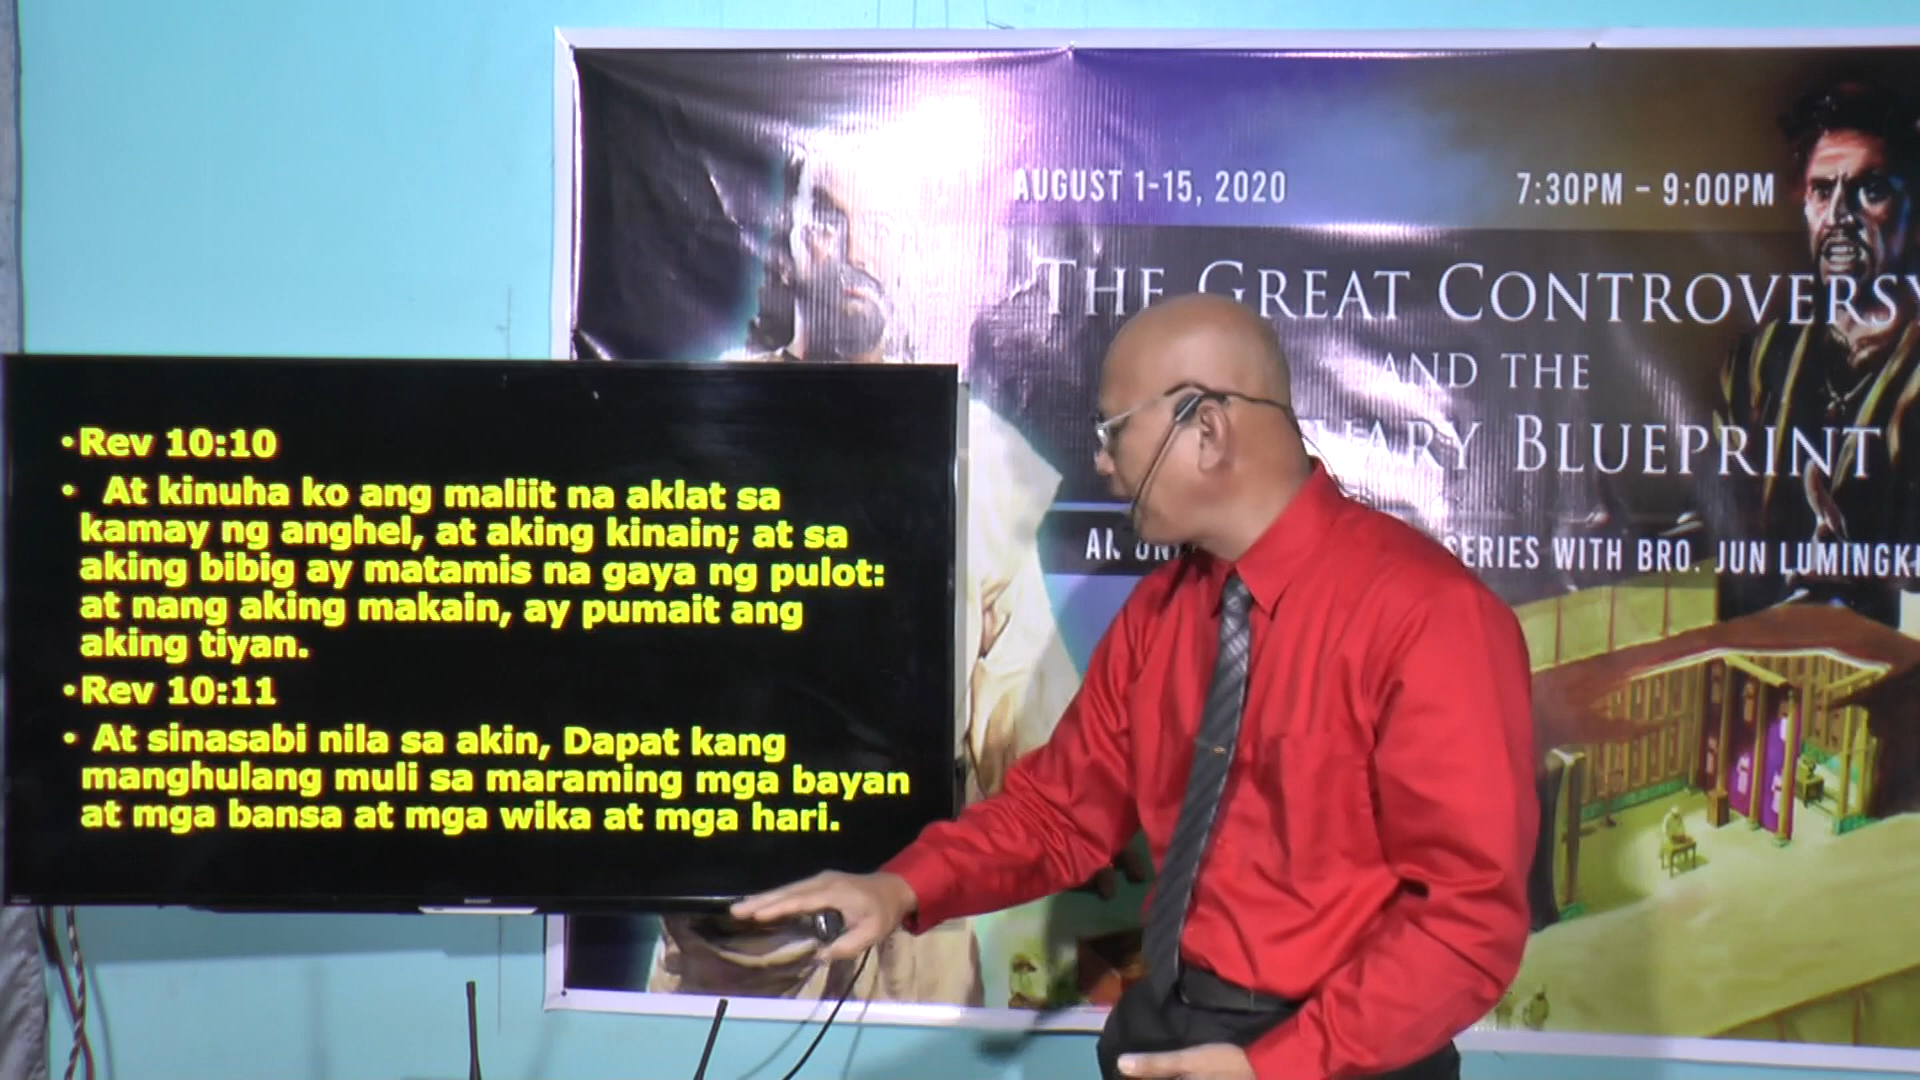 AUGUST 1-15, 2020
7:30PM – 9:00PM
THE GREAT CONTROVERSY
AND THE
BLUEPRINT
SERIES WITH BRO. JUN
•Rev 10:10
• At kinuha ko ang maliit na aklat sa
kamay ng anghel, at aking kinain; at sa
aking bibig ay matamis na gaya ng pulot:
at nang aking makain, ay pumait ang
aking tiyan.
•Rev 10:11
• At sinasabi nila sa akin, Dapat kang
manghulang muli sa maraming mga bayan
at mga bansa at mga wika at mga hari.